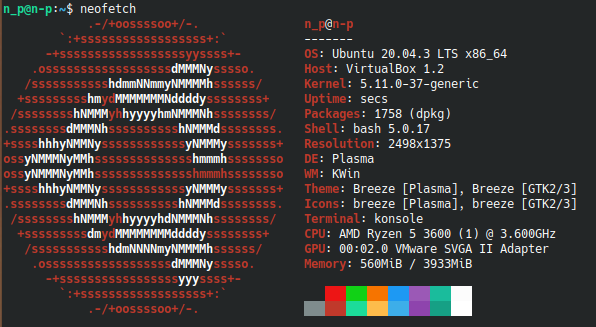 n_p@n-p:~$ neofetch
.-/+oossssoo+/-.
`:+ssssssssssssssssss+:`
-+ssssssssssssssssssyyssss+-
.ossssssssssssssssssdMMMNysssso.
/ssssssssssshdmmNNmmyNMMMMhssssss/
+ssssssssshmydMMMMMMMNddddyssssssss+
/sssssssshNMMMyhhyyyyhmNMMMNhssssssss/
.ssssssssdMMMNhsssssssssshNMMMdssssssss.
+sssshhhyNMMNyssssssssssssyNMMMysssssss+
ossyNMMMNyMMhsssssssssssssshmmmhssssssso
ossyNMMMNyMMhsssssssssssssshmmmhssssssso
+sssshhhyNMMNyssssssssssssyNMMMysssssss+
.ssssssssdMMMNhsssssssssshNMMMdssssssss.
/sssssssshNMMMyhhyyyyhdNMMMNhssssssss/
+sssssssssdmydMMMMMMMMddddyssssssss+
/ssssssssssshdmNNNNmyNMMMMhssssss/
.ossssssssssssssssssdMMMNysssso.
-+sssssssssssssssssyyyssss+-
`:+ssssssssssssssssss+:`
.-/+oossssoo+/-.
n_p@n-p
-------
OS: Ubuntu 20.04.3 LTS x86_64
Host: VirtualBox 1.2
Kernel: 5.11.0-37-generic
Uptime: secs
Packages: 1758 (dpkg)
Shell: bash 5.0.17
Resolution: 2498x1375
DE: Plasma
WM: KWin
Theme: Breeze [Plasma], Breeze [GTK2/3]
Icons: breeze [Plasma], breeze [GTK2/3]
Terminal: konsole
CPU: AMD Ryzen 5 3600 (1) @ 3.600GHz
GPU: 00:02.0 VMware SVGA II Adapter
Memory: 560MiB / 3933MiB